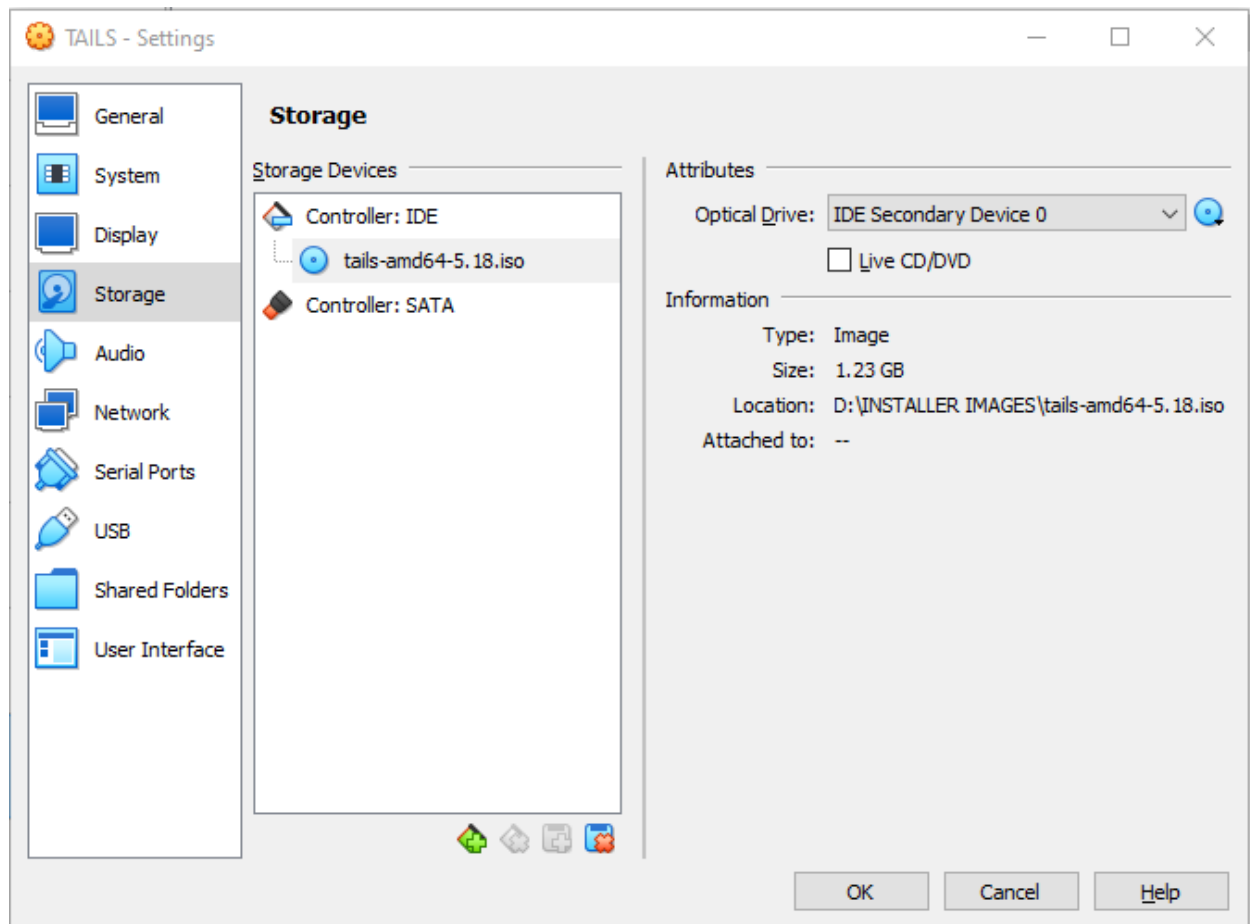 TAILS - Settings
General
System
Display
Storage
Audio
Network
Serial Ports
USB
Shared Folders
User Interface
Storage
Storage Devices
Controller: IDE
tails-amd64-5.18.iso
Controller: SATA
Attributes
Optical Drive: IDE Secondary Device 0
Live CD/DVD
Information
Type: Image
Size: 1.23 GB
Location: D:\INSTALLER IMAGES\tails-amd64-5.18.iso
Attached to: --
OK Cancel Help